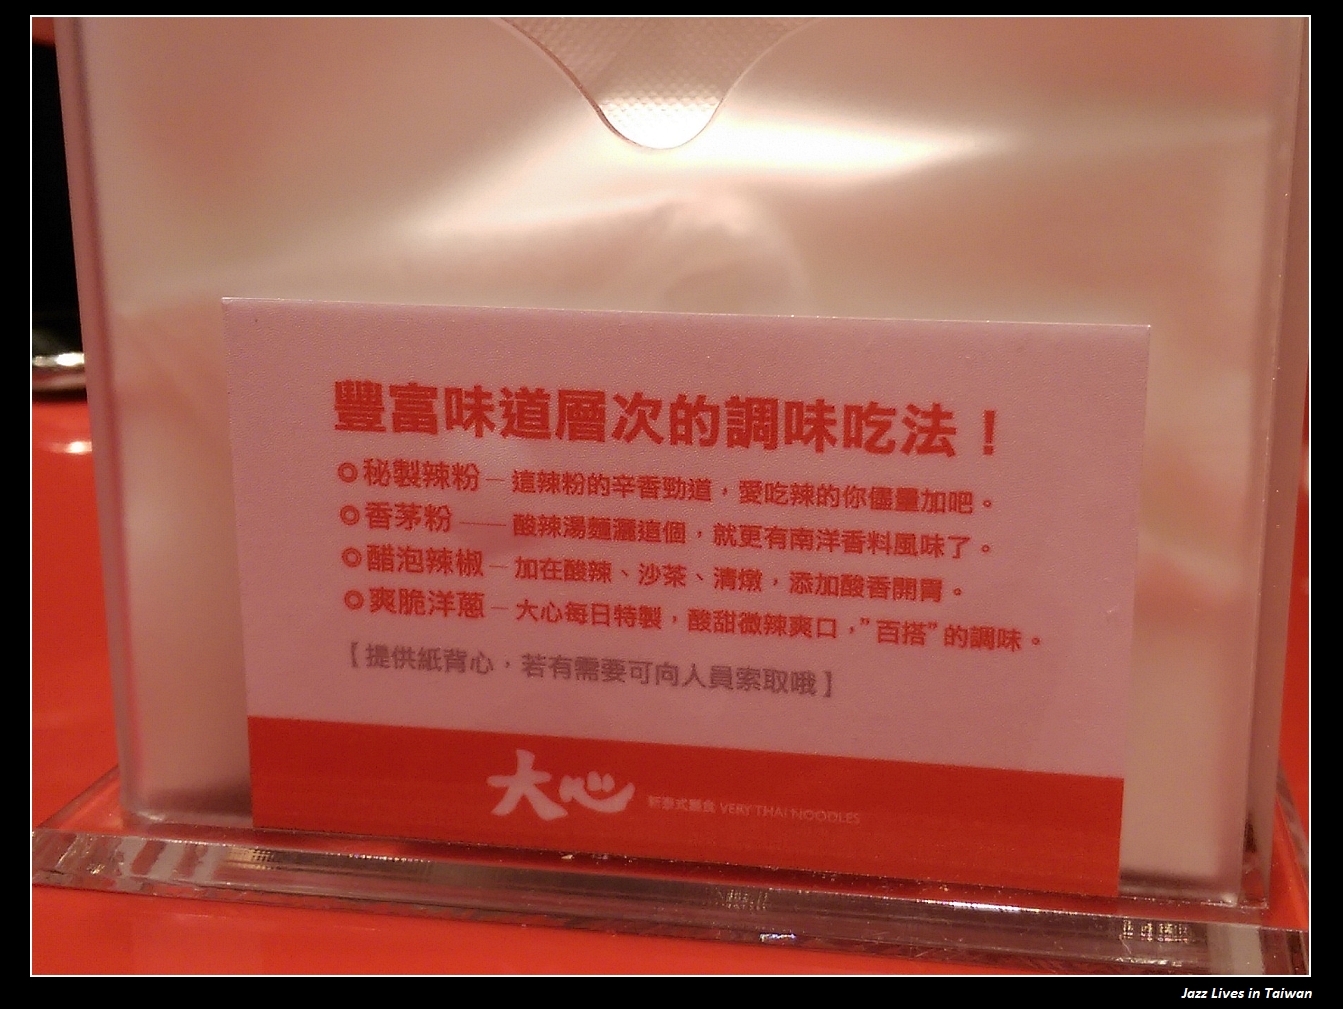 豐富味道層次的調味吃法！
◎秘製辣粉－這辣粉的辛香勁道，愛吃辣的你儘量加吧。
◎香茅粉——酸辣湯麵灑這個，就更有南洋香料風味了。
◎醋泡辣椒－加在酸辣、沙茶、清燉，添加酸香開胃。
◎爽脆洋蔥－大心每日特製，酸甜微辣爽口，”百搭”的調味。
【提供紙背心，若有需要可向人員索取哦】
大心 新泰式麵食 VERY THAI NOODLES
Jazz Lives in Taiwan